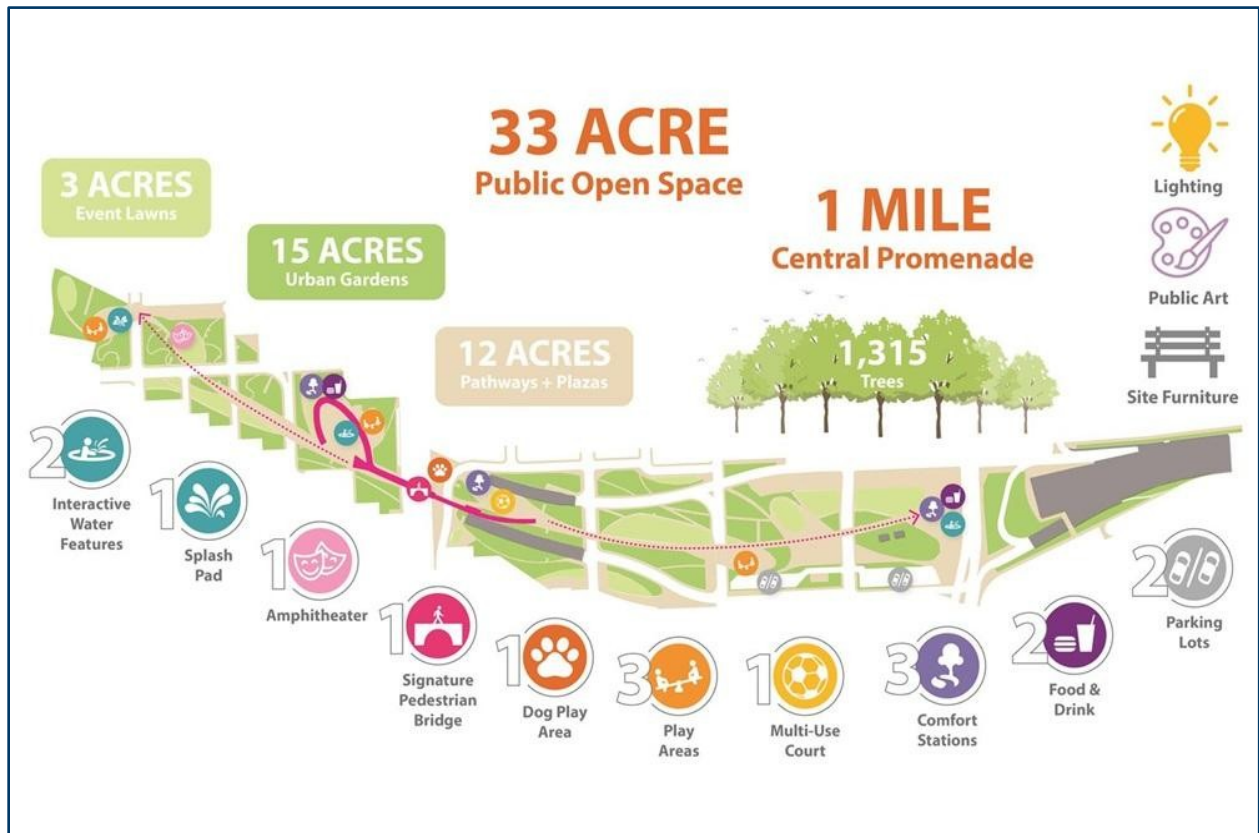 33 ACRE
Public Open Space
3 ACRES
Event Lawns
15 ACRES
Urban Gardens
12 ACRES
Pathways + Plazas
1 MILE
Central Promenade
1,315
Trees
Lighting
Public Art
Site Furniture
2
Interactive
Water
Features
1
Splash
Pad
1
Amphitheater
1
Signature
Pedestrian
Bridge
1
Dog Play
Area
3
Play
Areas
1
Multi-Use
Court
3
Comfort
Stations
2
Food &
Drink
2
Parking
Lots